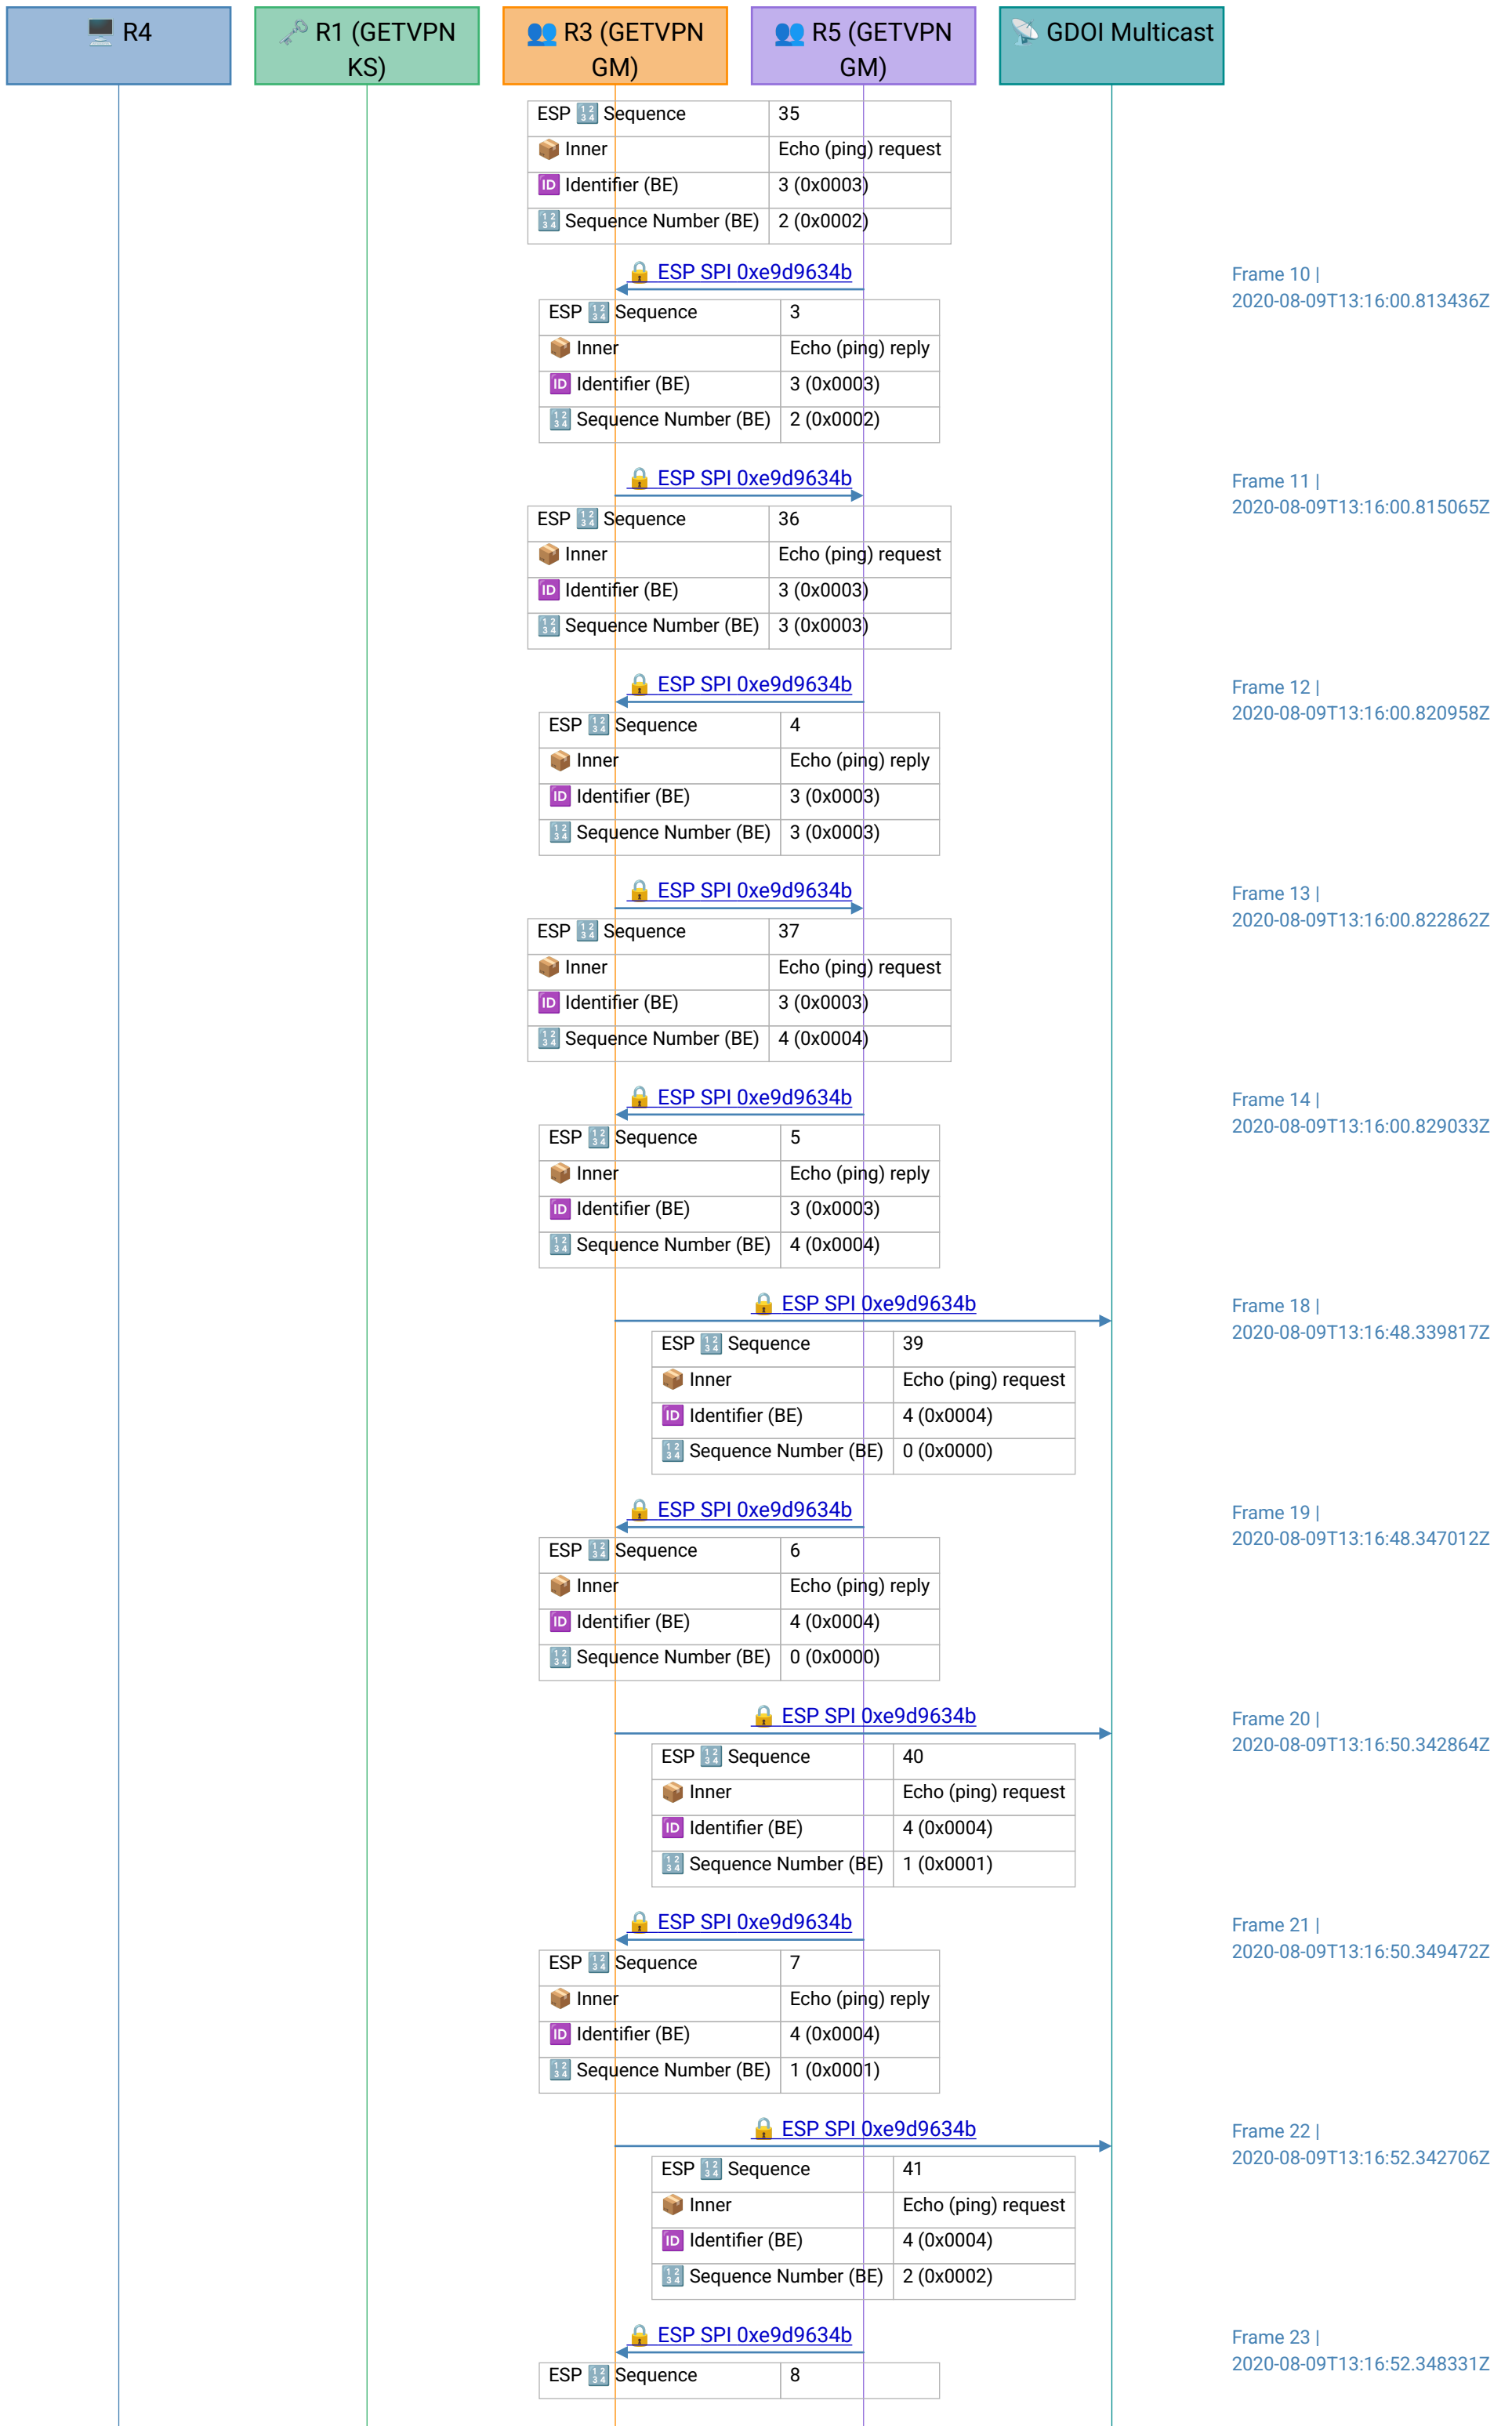 🖥️ R4
🗝️ R1 (GETVPN
KS)
👥 R3 (GETVPN
GM)
👥 R5 (GETVPN
GM)
📡 GDOI Multicast
ESP 🔢 Sequence 35
📦 Inner Echo (ping) request
🆔 Identifier (BE) 3 (0x0003)
🔢 Sequence Number (BE) 2 (0x0002)
🔒 ESP SPI 0xe9d9634b
Frame 10 |
2020-08-09T13:16:00.813436Z
ESP 🔢 Sequence 3
📦 Inner Echo (ping) reply
🆔 Identifier (BE) 3 (0x0003)
🔢 Sequence Number (BE) 2 (0x0002)
🔒 ESP SPI 0xe9d9634b
Frame 11 |
2020-08-09T13:16:00.815065Z
ESP 🔢 Sequence 36
📦 Inner Echo (ping) request
🆔 Identifier (BE) 3 (0x0003)
🔢 Sequence Number (BE) 3 (0x0003)
🔒 ESP SPI 0xe9d9634b
Frame 12 |
2020-08-09T13:16:00.820958Z
ESP 🔢 Sequence 4
📦 Inner Echo (ping) reply
🆔 Identifier (BE) 3 (0x0003)
🔢 Sequence Number (BE) 3 (0x0003)
🔒 ESP SPI 0xe9d9634b
Frame 13 |
2020-08-09T13:16:00.822862Z
ESP 🔢 Sequence 37
📦 Inner Echo (ping) request
🆔 Identifier (BE) 3 (0x0003)
🔢 Sequence Number (BE) 4 (0x0004)
🔒 ESP SPI 0xe9d9634b
Frame 14 |
2020-08-09T13:16:00.829033Z
ESP 🔢 Sequence 5
📦 Inner Echo (ping) reply
🆔 Identifier (BE) 3 (0x0003)
🔢 Sequence Number (BE) 4 (0x0004)
🔒 ESP SPI 0xe9d9634b
Frame 18 |
2020-08-09T13:16:48.339817Z
ESP 🔢 Sequence 39
📦 Inner Echo (ping) request
🆔 Identifier (BE) 4 (0x0004)
🔢 Sequence Number (BE) 0 (0x0000)
🔒 ESP SPI 0xe9d9634b
Frame 19 |
2020-08-09T13:16:48.347012Z
ESP 🔢 Sequence 6
📦 Inner Echo (ping) reply
🆔 Identifier (BE) 4 (0x0004)
🔢 Sequence Number (BE) 0 (0x0000)
🔒 ESP SPI 0xe9d9634b
Frame 20 |
2020-08-09T13:16:50.342864Z
ESP 🔢 Sequence 40
📦 Inner Echo (ping) request
🆔 Identifier (BE) 4 (0x0004)
🔢 Sequence Number (BE) 1 (0x0001)
🔒 ESP SPI 0xe9d9634b
Frame 21 |
2020-08-09T13:16:50.349472Z
ESP 🔢 Sequence 7
📦 Inner Echo (ping) reply
🆔 Identifier (BE) 4 (0x0004)
🔢 Sequence Number (BE) 1 (0x0001)
🔒 ESP SPI 0xe9d9634b
Frame 22 |
2020-08-09T13:16:52.342706Z
ESP 🔢 Sequence 41
📦 Inner Echo (ping) request
🆔 Identifier (BE) 4 (0x0004)
🔢 Sequence Number (BE) 2 (0x0002)
🔒 ESP SPI 0xe9d9634b
Frame 23 |
2020-08-09T13:16:52.348331Z
ESP 🔢 Sequence 8